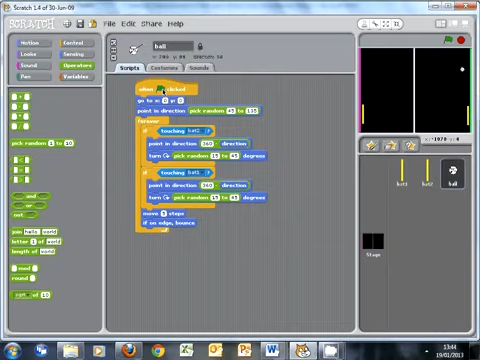 Scratch 1.4 of 30-Jun-09
SCRATCH
File Edit Share Help
Motion
Control
Looks
Sensing
Sound
Operators
Pen
Variables
ball
Scripts
Costumes
Sounds
when clicked
go to x: 0 y: 0
point in direction pick random 45 to 135
forever
if touching bat2 ?
point in direction 360 - direction
turn pick random 15 to 45 degrees
if touching bat1 ?
point in direction 360 - direction
turn pick random 15 to 45 degrees
move 5 steps
if on edge, bounce
pick random 1 to 10
and
or
not
join hello world
letter 1 of world
length of world
mod
round
sqrt of 10
bat1
bat2
ball
Stage
13:44
19/01/2013